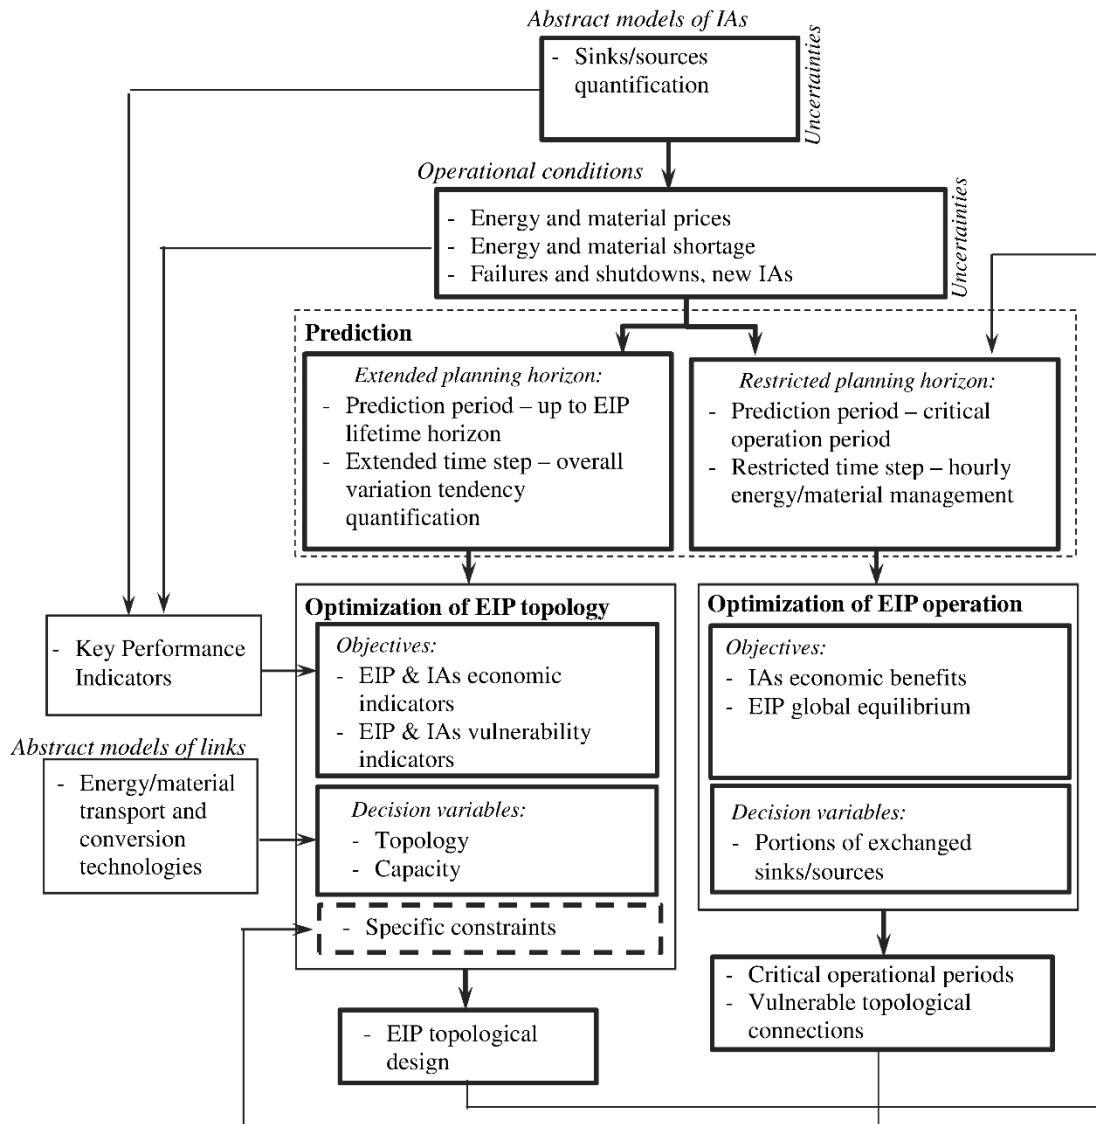 Abstract models of IAs
- Sinks/sources
quantification
Uncertainties
Operational conditions
- Energy and material prices
- Energy and material shortage
- Failures and shutdowns, new IAs
Uncertainties
Prediction
Extended planning horizon:
- Prediction period – up to EIP
lifetime horizon
- Extended time step – overall
variation tendency
quantification
Restricted planning horizon:
- Prediction period – critical
operation period
- Restricted time step – hourly
energy/material management
- Key Performance
Indicators
Abstract models of links
- Energy/material
transport and
conversion
technologies
Optimization of EIP topology
Objectives:
- EIP & IAs economic
indicators
- EIP & IAs vulnerability
indicators
Decision variables:
- Topology
- Capacity
- Specific constraints
- EIP topological
design
Optimization of EIP operation
Objectives:
- IAs economic benefits
- EIP global equilibrium
Decision variables:
- Portions of exchanged
sinks/sources
- Critical operational periods
- Vulnerable topological
connections